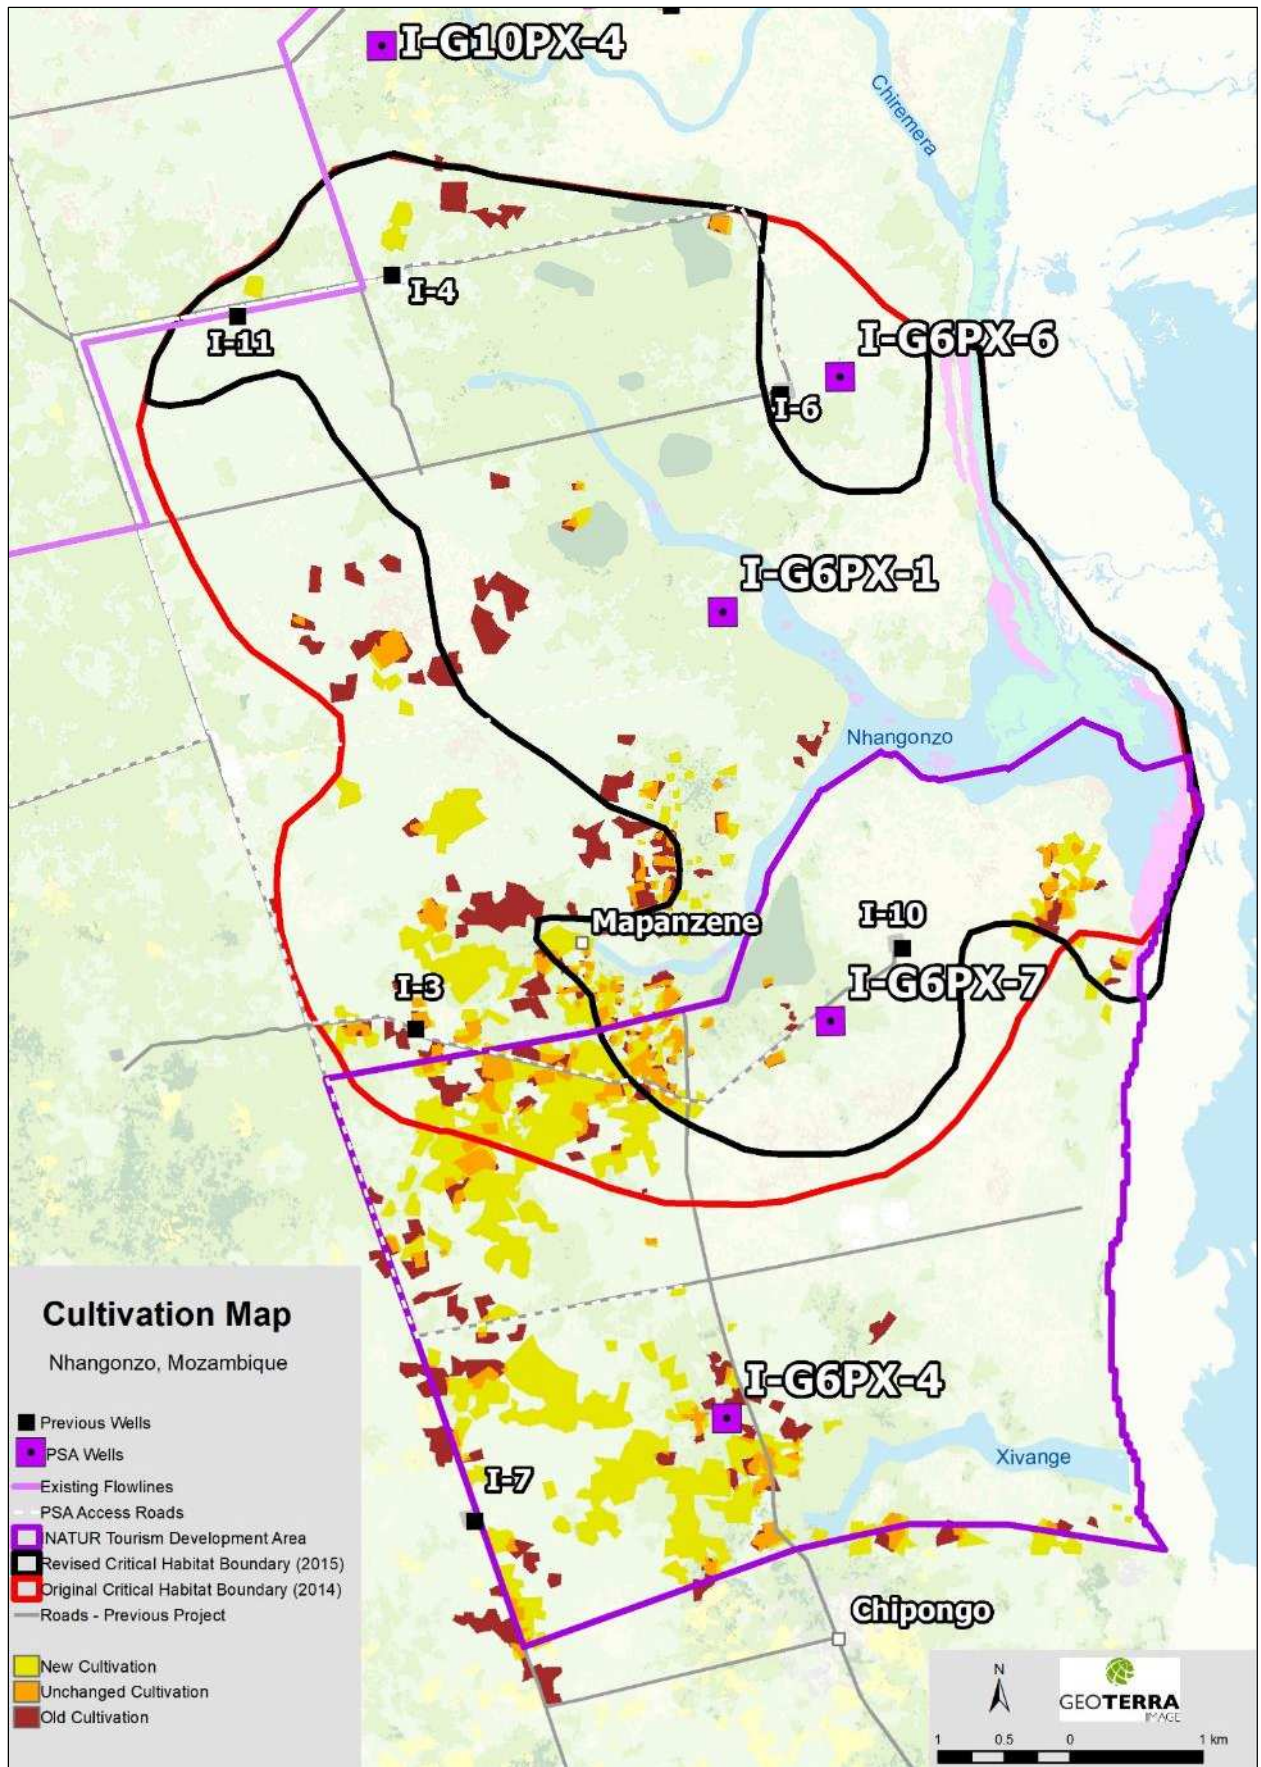 I-G10PX-4
Chiremera
I-4
I-11
I-G6PX-6
I-6
I-G6PX-1
Nhangonzo
Mapanzene
I-10
I-3
I-G6PX-7
I-G6PX-4
Xivange
I-7
Chipongo
Cultivation Map
Nhangonzo, Mozambique
Previous Wells
PSA Wells
Existing Flowlines
PSA Access Roads
INATUR Tourism Development Area
Revised Critical Habitat Boundary (2015)
Original Critical Habitat Boundary (2014)
Roads - Previous Project
New Cultivation
Unchanged Cultivation
Old Cultivation
N
GEOTERRA
IMAGE
1 0.5 0 1 km